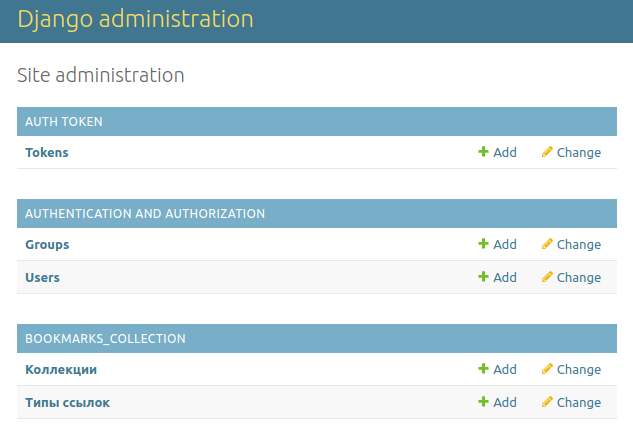 Django administration
Site administration
AUTH TOKEN
Tokens Add Change
AUTHENTICATION AND AUTHORIZATION
Groups Add Change
Users Add Change
BOOKMARKS_COLLECTION
Коллекции Add Change
Типы ссылок Add Change